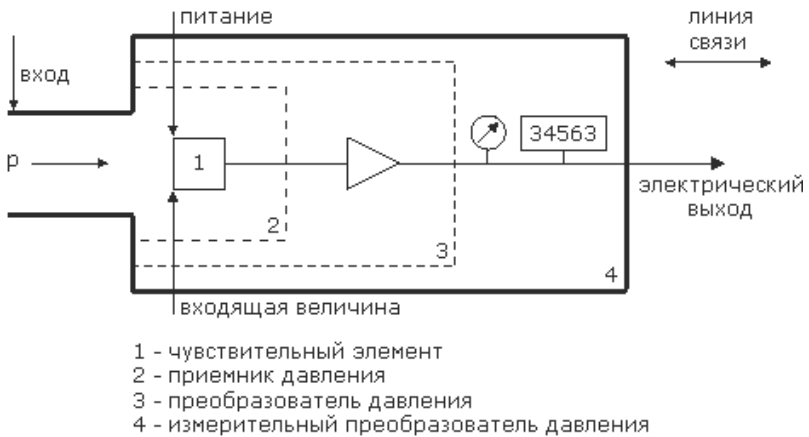 питание
линия
связи
вход
34563
p
1
электрический
выход
2
3
4
входящая величина
1 - чувствительный элемент
2 - приемник давления
3 - преобразователь давления
4 - измерительный преобразователь давления